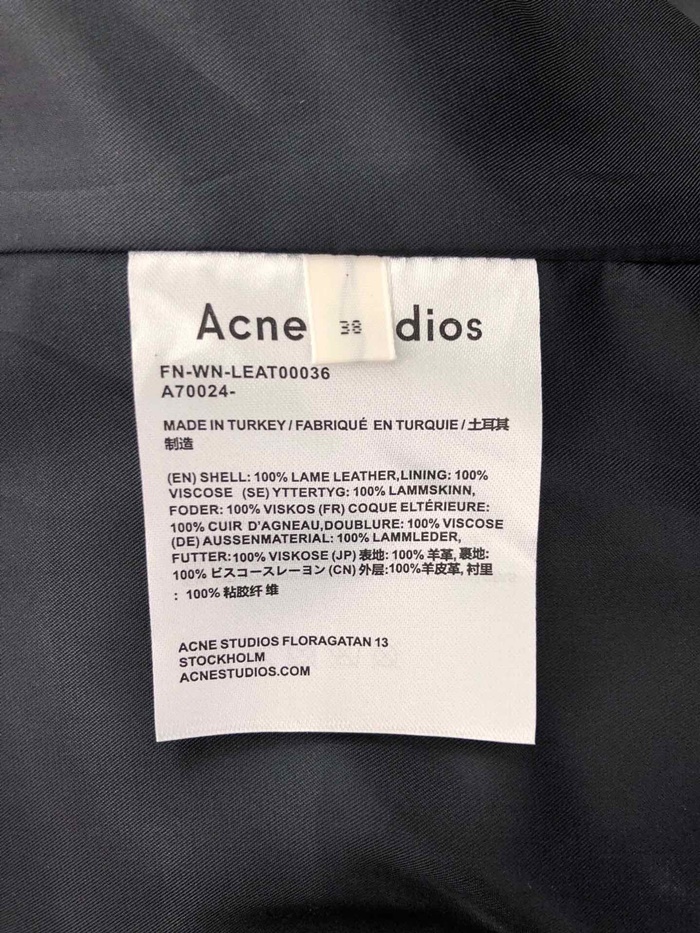 Acne
38
dios
FN-WN-LEAT00036
A70024-
MADE IN TURKEY / FABRIQUÉ EN TURQUIE / 土耳其
制造
(EN) SHELL: 100% LAME LEATHER,LINING: 100%
VISCOSE (SE) YTTERTYG: 100% LAMMSKINN,
FODER: 100% VISKOS (FR) COQUE ELTÉRIEURE:
100% CUIR D'AGNEAU,DOUBLURE: 100% VISCOSE
(DE) AUSSENMATERIAL: 100% LAMMLEDER,
FUTTER:100% VISKOSE (JP) 表地: 100% 羊革, 裏地:
100% ビスコースレーヨン (CN) 外层:100%羊皮革, 衬里
: 100% 粘胶纤 维
ACNE STUDIOS FLORAGATAN 13
STOCKHOLM
ACNESTUDIOS.COM